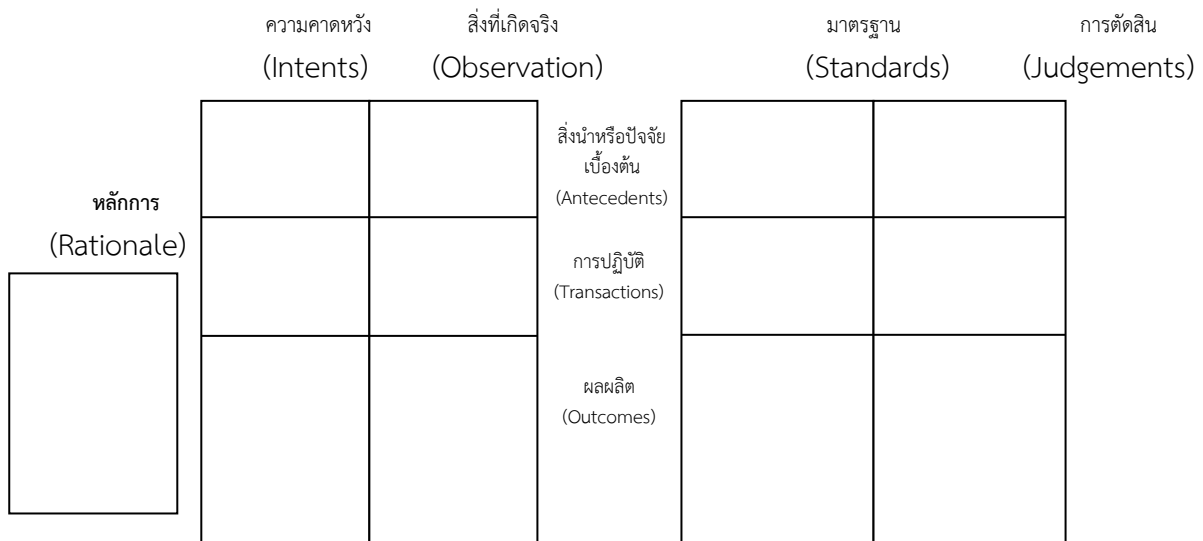 ความคาดหวัง สิ่งที่เกิดจริง มาตรฐาน การตัดสิน
(Intents) (Observation) (Standards) (Judgements)
สิ่งนำหรือปัจจัย
เบื้องต้น
(Antecedents)
หลักการ
(Rationale)
การปฏิบัติ
(Transactions)
ผลผลิต
(Outcomes)